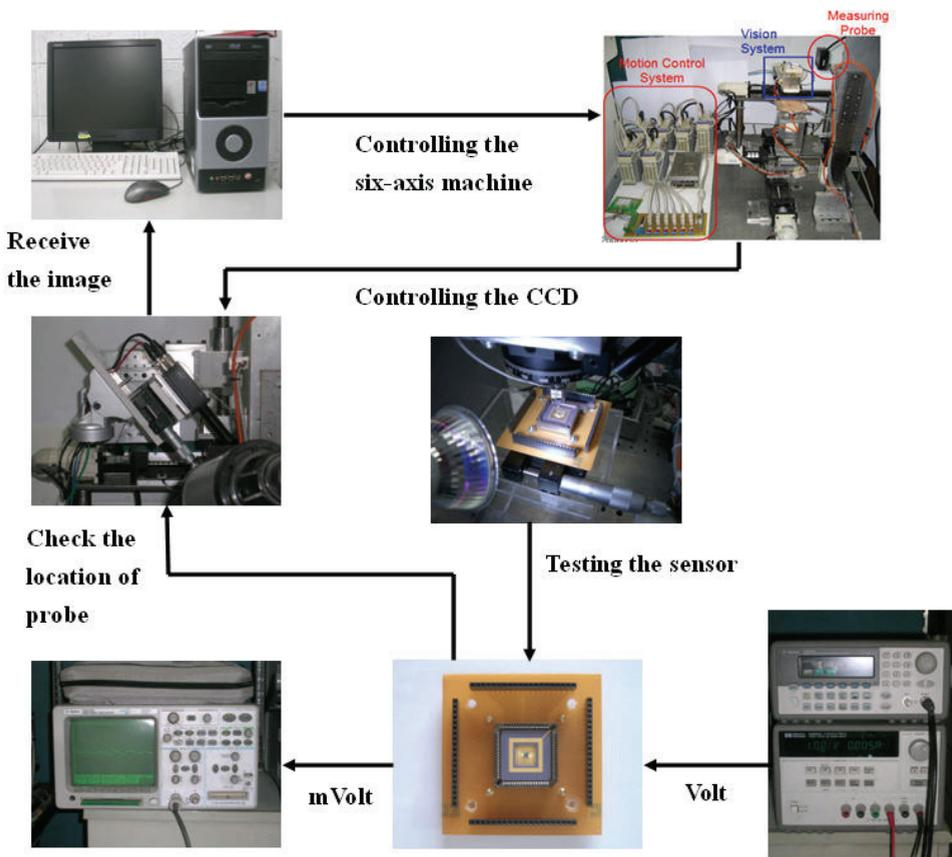 Measuring
Probe
Vision
System
Motion Control
System
Controlling the
six-axis machine
Receive
the image
Controlling the CCD
Check the
location of
probe
Testing the sensor
mVolt
Volt